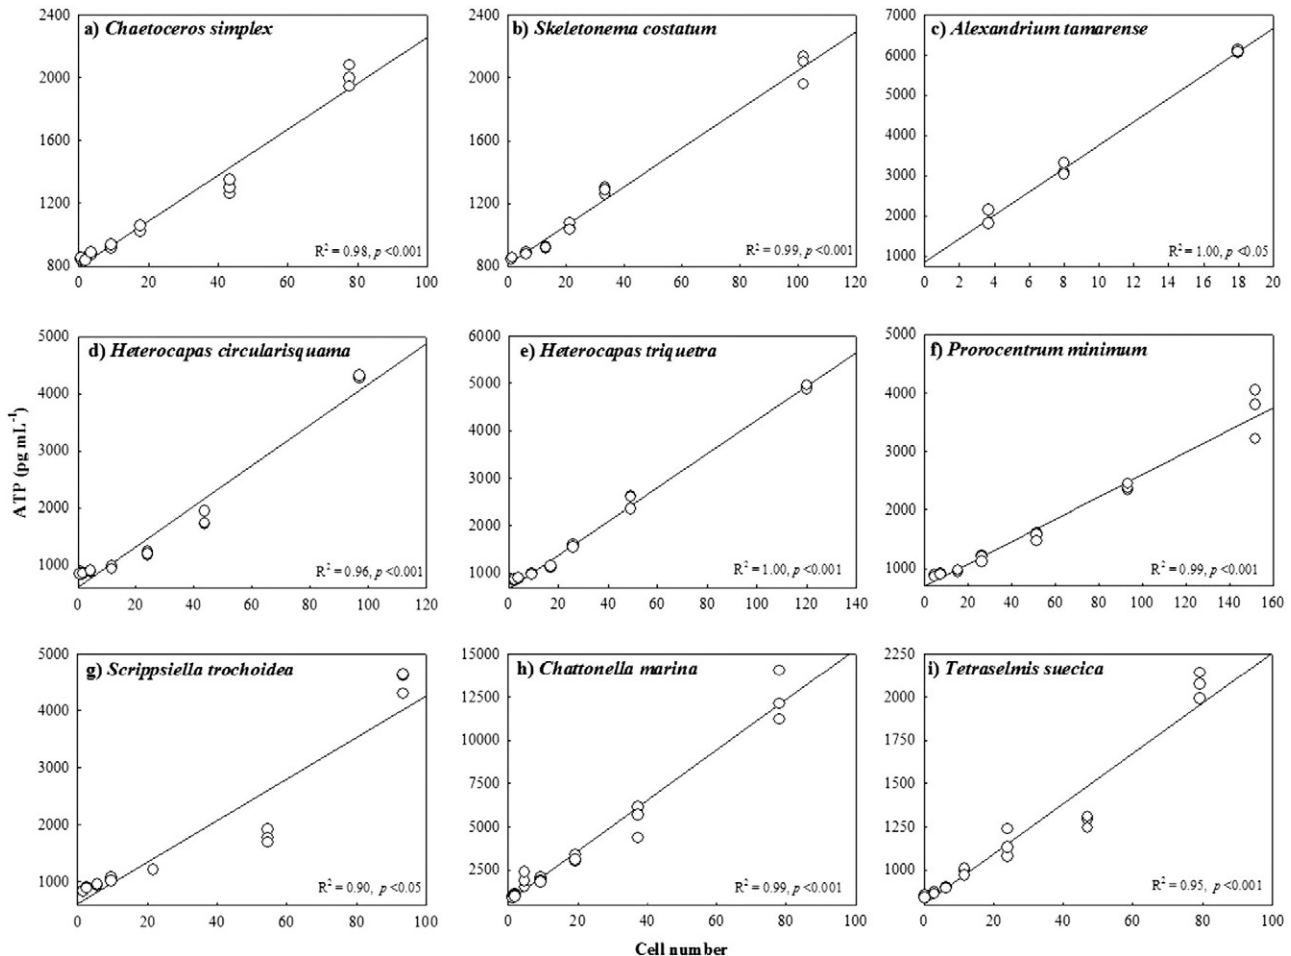 a) Chaetoceros simplex
2400
2000
1600
1200
800
0 20 40 60 80 100
R² = 0.98, p <0.001
b) Skeletonema costatum
2400
2000
1600
1200
800
0 20 40 60 80 100 120
R² = 0.99, p <0.001
c) Alexandrium tamarense
7000
6000
5000
4000
3000
2000
1000
0 2 4 6 8 10 12 14 16 18 20
R² = 1.00, p <0.05
d) Heterocapas circularisquama
5000
4000
3000
2000
1000
0 20 40 60 80 100 120
R² = 0.96, p <0.001
e) Heterocapas triquetra
6000
5000
4000
3000
2000
1000
0 20 40 60 80 100 120 140
R² = 1.00, p <0.001
f) Prorocentrum minimum
5000
4000
3000
2000
1000
0 20 40 60 80 100 120 140 160
R² = 0.99, p <0.001
ATP (pg mL⁻¹)
g) Scrippsiella trochoidea
5000
4000
3000
2000
1000
0 20 40 60 80 100
R² = 0.90, p <0.05
h) Chattonella marina
15000
12500
10000
7500
5000
2500
0 20 40 60 80 100
R² = 0.99, p <0.001
i) Tetraselmis suecica
2250
2000
1750
1500
1250
1000
0 20 40 60 80 100
R² = 0.95, p <0.001
Cell number